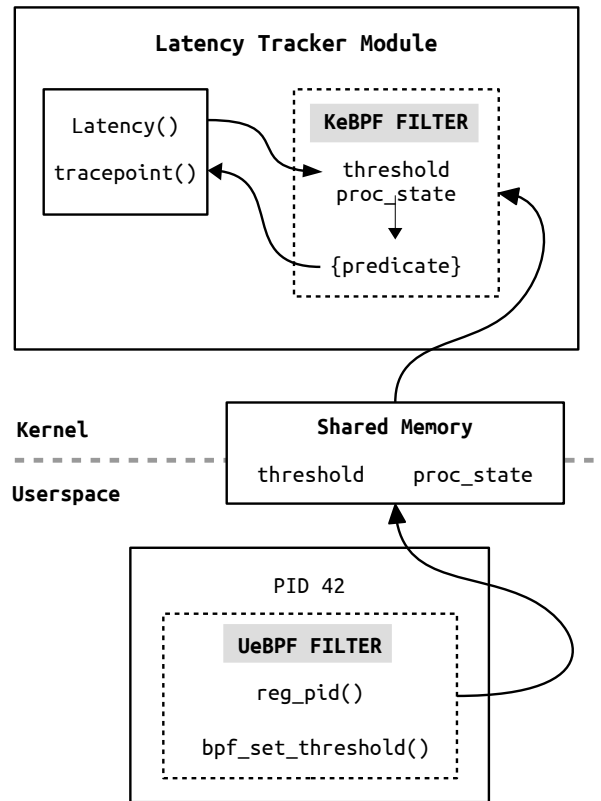 Latency Tracker Module
Latency()
tracepoint()
KeBPF FILTER
threshold
proc_state
{predicate}
Kernel
Userspace
Shared Memory
threshold proc_state
PID 42
UeBPF FILTER
reg_pid()
bpf_set_threshold()